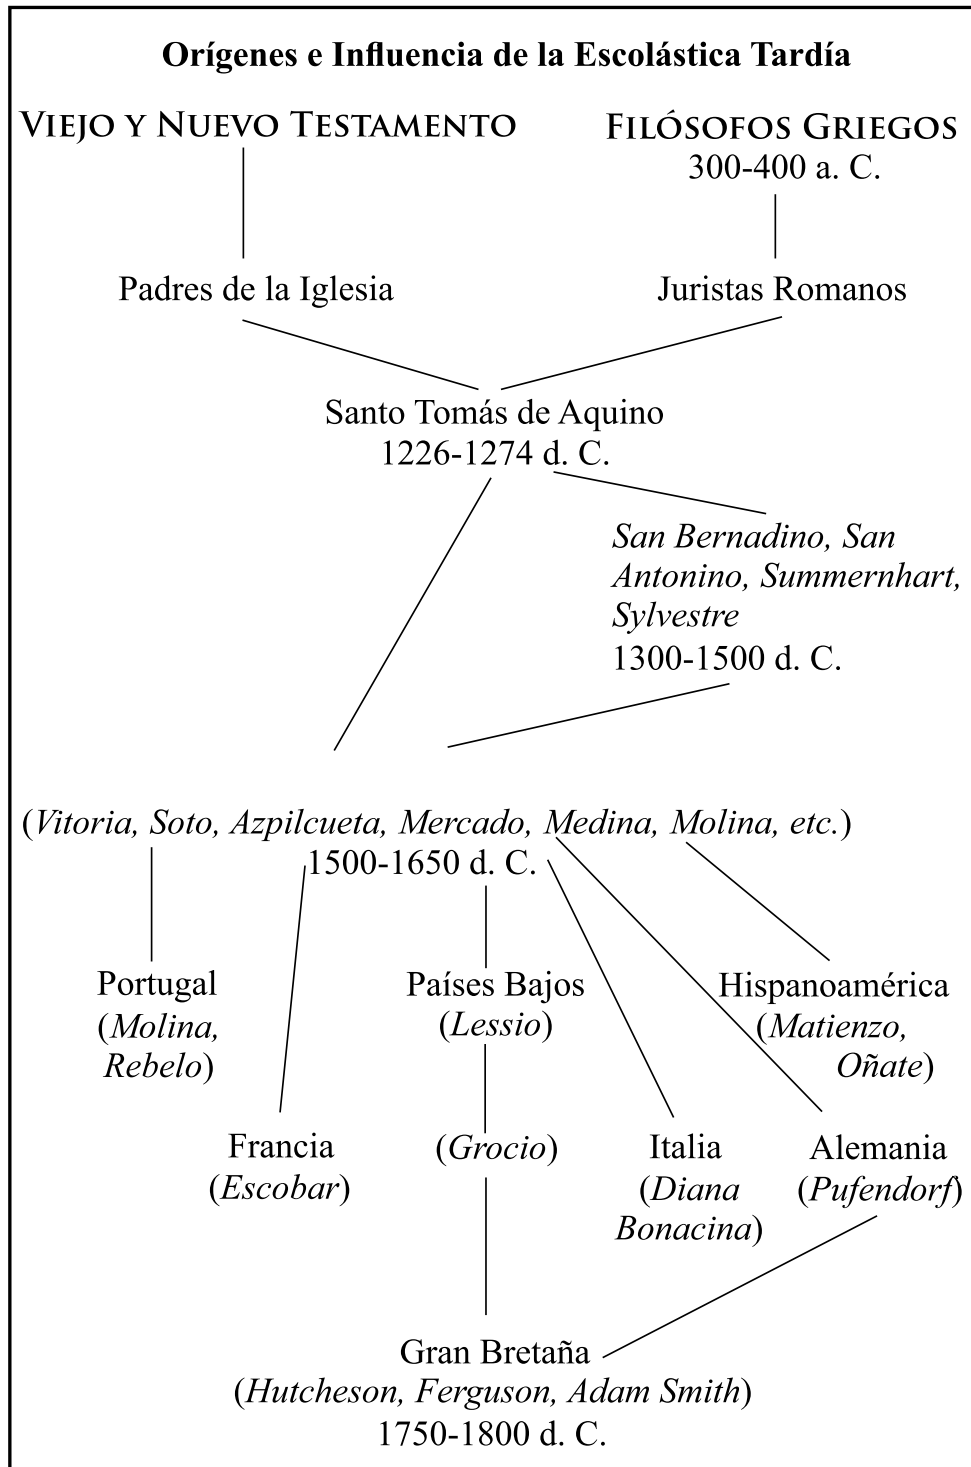 Orígenes e Influencia de la Escolástica Tardía
VIEJO Y NUEVO TESTAMENTO
FILÓSOFOS GRIEGOS
300-400 a. C.
Padres de la Iglesia
Juristas Romanos
Santo Tomás de Aquino
1226-1274 d. C.
San Bernadino, San
Antonino, Summernhart,
Sylvestre
1300-1500 d. C.
(Vitoria, Soto, Azpilcueta, Mercado, Medina, Molina, etc.)
1500-1650 d. C.
Portugal
(Molina,
Rebelo)
Países Bajos
(Lessio)
Hispanoamérica
(Matienzo,
Oñate)
Francia
(Escobar)
(Grocio)
Italia
(Diana
Bonacina)
Alemania
(Pufendorf)
Gran Bretaña
(Hutcheson, Ferguson, Adam Smith)
1750-1800 d. C.